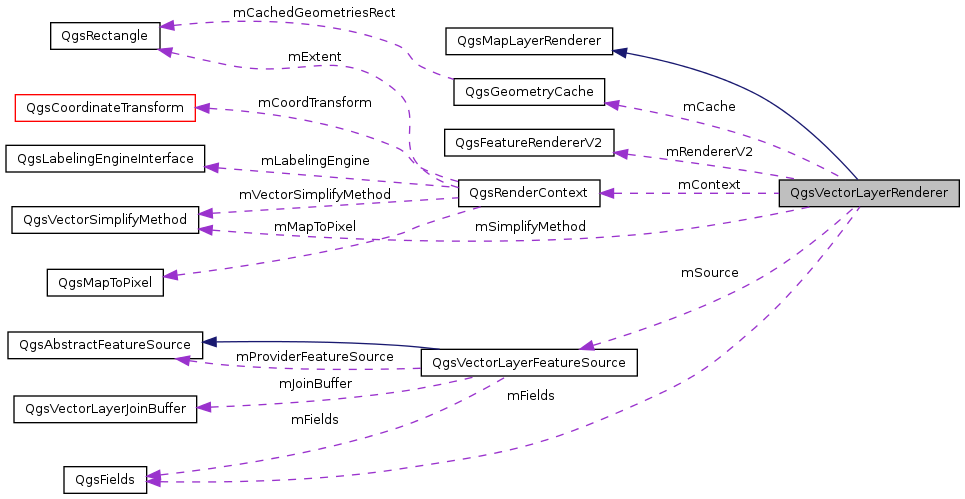 mCachedGeometriesRect
QgsRectangle
QgsMapLayerRenderer
mExtent
QgsGeometryCache
mCoordTransform
QgsCoordinateTransform
mCache
QgsFeatureRendererV2
mRendererV2
mLabelingEngine
QgsLabelingEngineInterface
mContext
QgsRenderContext
QgsVectorLayerRenderer
mVectorSimplifyMethod
QgsVectorSimplifyMethod
mMapToPixel
mSimplifyMethod
mSource
QgsMapToPixel
QgsAbstractFeatureSource
mProviderFeatureSource
QgsVectorLayerFeatureSource
mJoinBuffer
mFields
QgsVectorLayerJoinBuffer
mFields
QgsFields